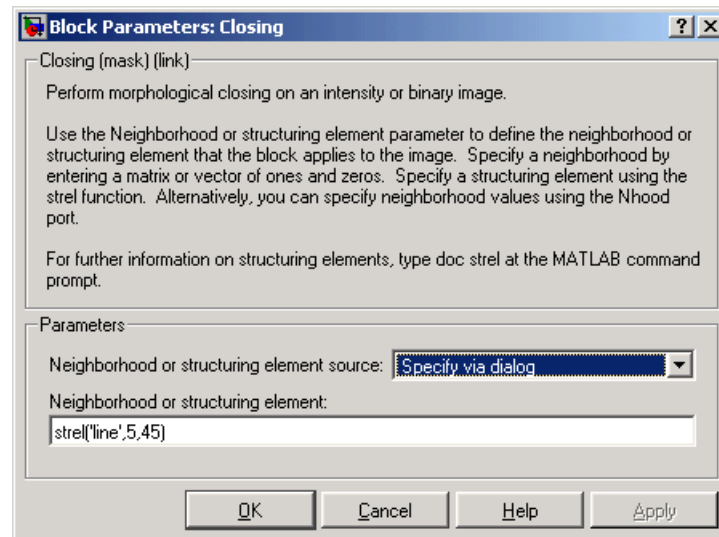 Block Parameters: Closing
Closing (mask) (link)
Perform morphological closing on an intensity or binary image.
Use the Neighborhood or structuring element parameter to define the neighborhood or
structuring element that the block applies to the image. Specify a neighborhood by
entering a matrix or vector of ones and zeros. Specify a structuring element using the
strel function. Alternatively, you can specify neighborhood values using the Nhood
port.
For further information on structuring elements, type doc strel at the MATLAB command
prompt.
Parameters
Neighborhood or structuring element source: Specify via dialog
Neighborhood or structuring element:
strel('line',5,45)
OK Cancel Help Apply